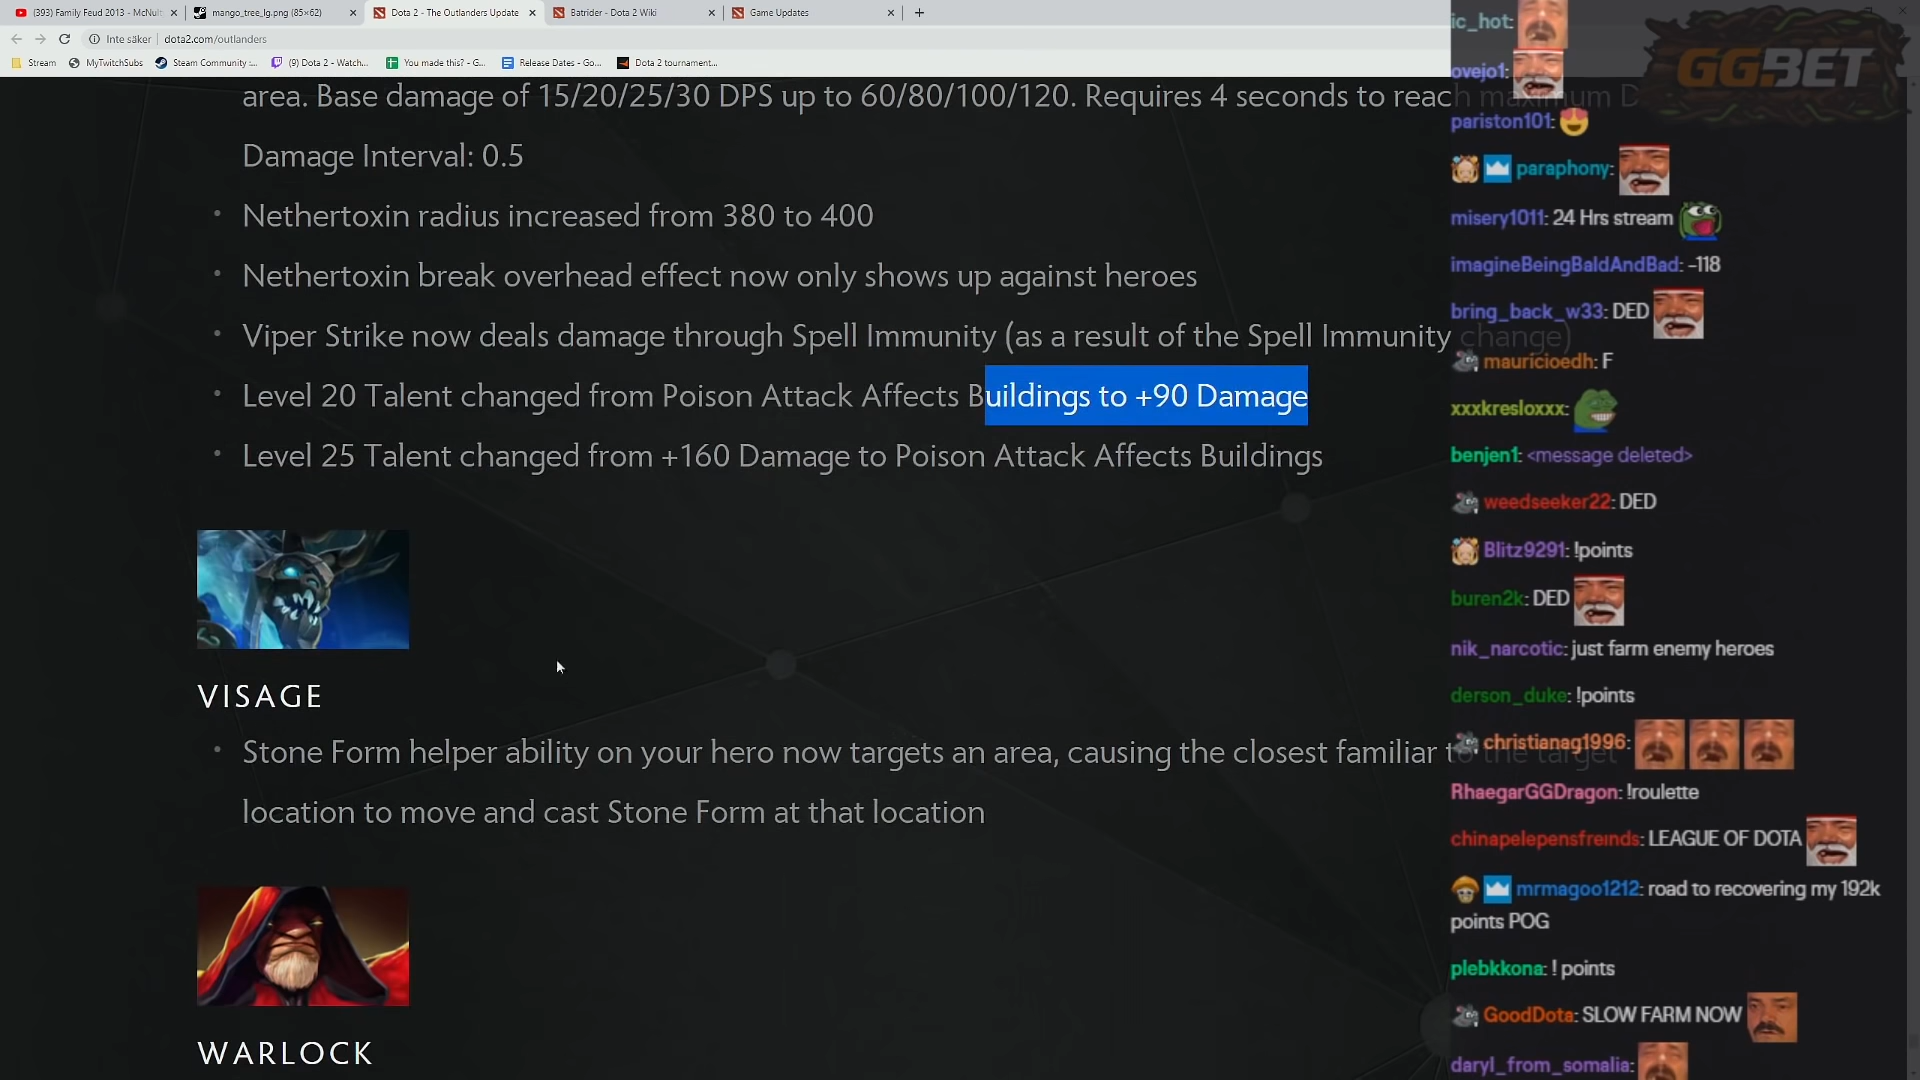 (393) Family Feud 2013 - McNult
mango_tree_lg.png (85×62)
Dota 2 - The Outlanders Update
Batrider - Dota 2 Wiki
Game Updates
Inte säker
dota2.com/outlanders
Stream
MyTwitchSubs
Steam Community :...
(9) Dota 2 - Watch...
You made this? - G...
Release Dates - Go...
Dota 2 tournament...
area. Base damage of 15/20/25/30 DPS up to 60/80/100/120. Requires 4 seconds to reach maximum D
Damage Interval: 0.5
• Nethertoxin radius increased from 380 to 400
• Nethertoxin break overhead effect now only shows up against heroes
• Viper Strike now deals damage through Spell Immunity (as a result of the Spell Immunity change)
• Level 20 Talent changed from Poison Attack Affects Buildings to +90 Damage
• Level 25 Talent changed from +160 Damage to Poison Attack Affects Buildings
VISAGE
• Stone Form helper ability on your hero now targets an area, causing the closest familiar to the target
location to move and cast Stone Form at that location
WARLOCK
GG.BET
ic_hot:
ovejo1:
pariston101:
paraphony:
misery1011: 24 Hrs stream
imagineBeingBaldAndBad: -118
bring_back_w33: DED
mauricioedh: F
xxxkresloxxx:
benjen1: <message deleted>
weedseeker22: DED
Blitz9291: !points
buren2k: DED
nik_narcotic: just farm enemy heroes
derson_duke: !points
christianag1996:
RhaegarGGDragon: !roulette
chinapelepensfreinds: LEAGUE OF DOTA
mrmagoo1212: road to recovering my 192k
points POG
plebkkona: ! points
GoodDota: SLOW FARM NOW
daryl_from_somalia: